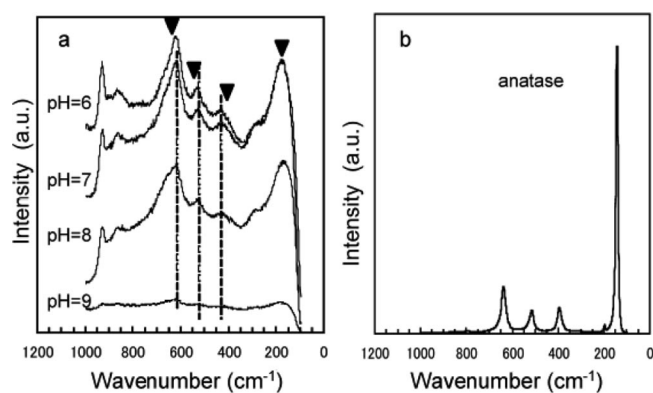 a
pH=6
pH=7
pH=8
pH=9
Intensity (a.u.)
1200 1000 800 600 400 200 0
Wavenumber (cm-1)
b
anatase
Intensity (a.u.)
1200 1000 800 600 400 200 0
Wavenumber (cm-1)